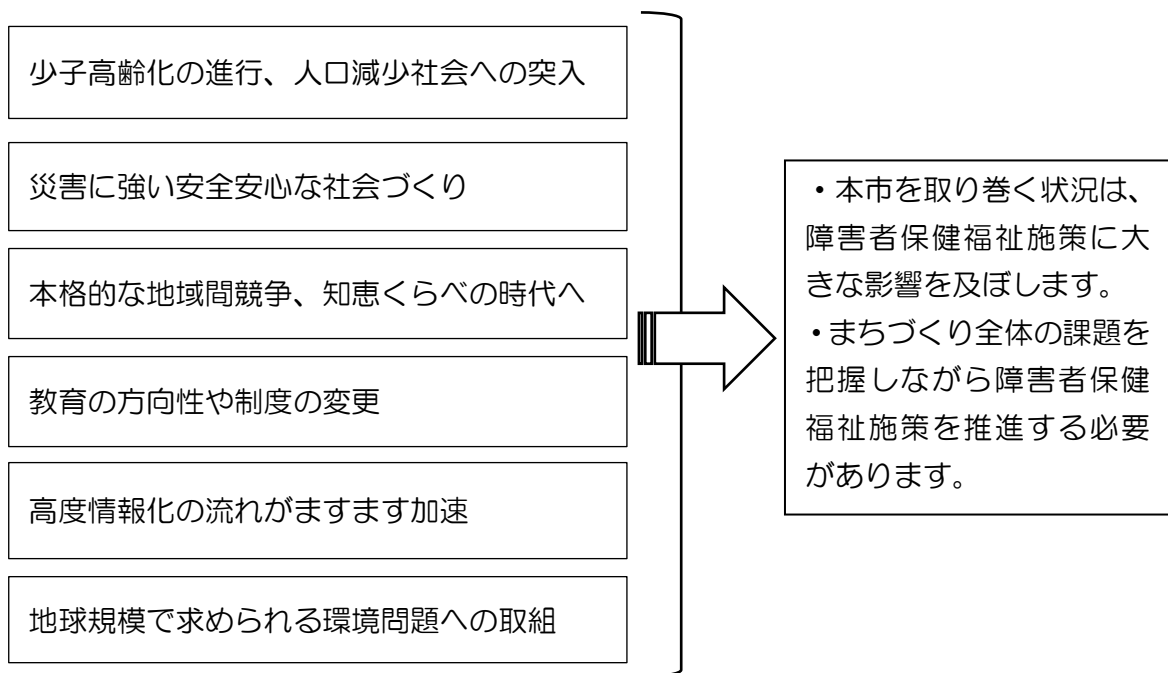 少子高齢化の進行、人口減少社会への突入
災害に強い安全安心な社会づくり
本格的な地域間競争、知恵くらべの時代へ
教育の方向性や制度の変更
高度情報化の流れがますます加速
地球規模で求められる環境問題への取組
・本市を取り巻く状況は、
障害者保健福祉施策に大
きな影響を及ぼします。
・まちづくり全体の課題を
把握しながら障害者保健
福祉施策を推進する必要
があります。